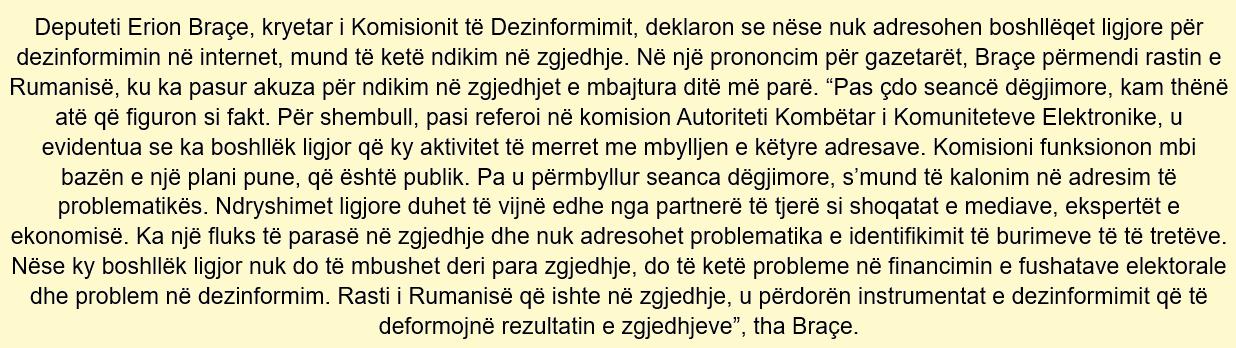 Deputeti Erion Braçe, kryetar i Komisionit të Dezinformimit, deklaron se nëse nuk adresohen boshllëqet ligjore për
dezinformimin në internet, mund të ketë ndikim në zgjedhje. Në një prononcim për gazetarët, Braçe përmendi rastin e
Rumanisë, ku ka pasur akuza për ndikim në zgjedhjet e mbajtura ditë më parë. “Pas çdo seancë dëgjimore, kam thënë
atë që figuron si fakt. Për shembull, pasi referoi në komision Autoriteti Kombëtar i Komuniteteve Elektronike, u
evidentua se ka boshllëk ligjor që ky aktivitet të merret me mbylljen e këtyre adresave. Komisioni funksionon mbi
bazën e një plani pune, që është publik. Pa u përmbyllur seanca dëgjimore, s’mund të kalonim në adresim të
problematikës. Ndryshimet ligjore duhet të vijnë edhe nga partnerë të tjerë si shoqatat e mediave, ekspertët e
ekonomisë. Ka një fluks të parasë në zgjedhje dhe nuk adresohet problematika e identifikimit të burimeve të të tretëve.
Nëse ky boshllëk ligjor nuk do të mbushet deri para zgjedhje, do të ketë probleme në financimin e fushatave elektorale
dhe problem në dezinformim. Rasti i Rumanisë që ishte në zgjedhje, u përdorën instrumentat e dezinformimit që të
deformojnë rezultatin e zgjedhjeve”, tha Braçe.